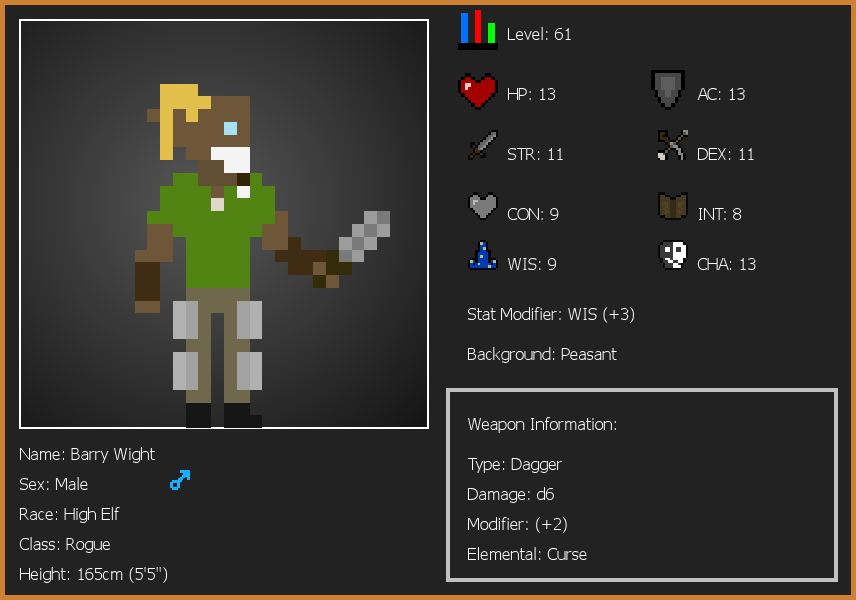 Level: 61
HP: 13
AC: 13
STR: 11
DEX: 11
CON: 9
INT: 8
WIS: 9
CHA: 13
Stat Modifier: WIS (+3)
Background: Peasant
Weapon Information:
Type: Dagger
Damage: d6
Modifier: (+2)
Elemental: Curse
Name: Barry Wight
Sex: Male
Race: High Elf
Class: Rogue
Height: 165cm (5'5")